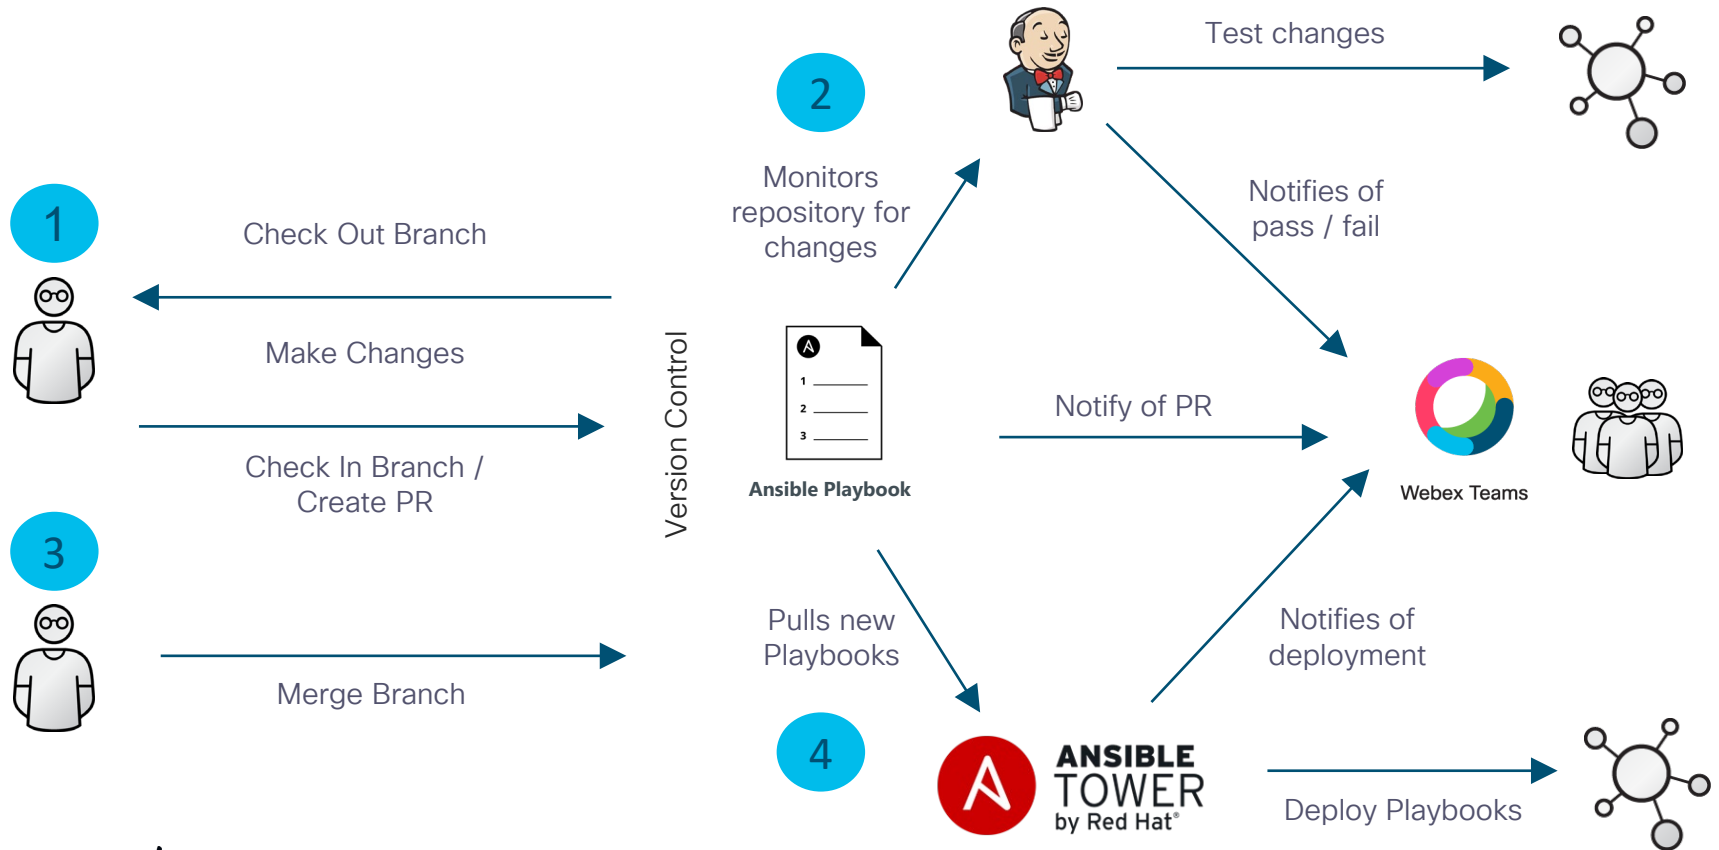 1
Check Out Branch
Make Changes
Check In Branch /
Create PR
3
Merge Branch
Version Control
2
Monitors
repository for
changes
1
2
3
Ansible Playbook
Pulls new
Playbooks
4
ANSIBLE
TOWER
by Red Hat®
Test changes
Notifies of
pass / fail
Notify of PR
Webex Teams
Notifies of
deployment
Deploy Playbooks